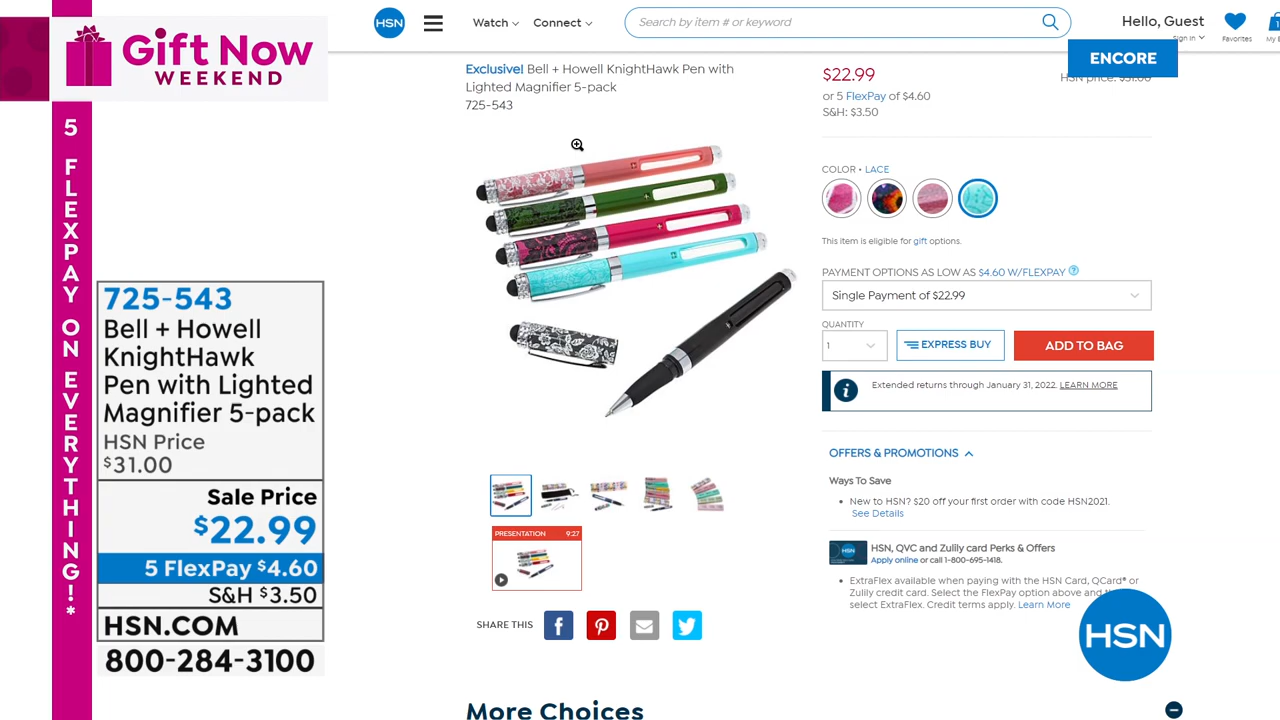 Gift Now
WEEKEND
5 FLEXPAY ON EVERYTHING!*
725-543
Bell + Howell
KnightHawk
Pen with Lighted
Magnifier 5-pack
HSN Price
$31.00
Sale Price
$22.99
5 FlexPay $4.60
S&H $3.50
HSN.COM
800-284-3100
HSN
Watch
Connect
Search by item # or keyword
Hello, Guest
Sign In
Favorites
1
ENCORE
Exclusive! Bell + Howell KnightHawk Pen with
Lighted Magnifier 5-pack
725-543
PRESENTATION 9:27
SHARE THIS
$22.99
HSN price: $31.00
or 5 FlexPay of $4.60
S&H: $3.50
COLOR • LACE
This item is eligible for gift options.
PAYMENT OPTIONS AS LOW AS $4.60 W/FLEXPAY ?
Single Payment of $22.99
QUANTITY
1
EXPRESS BUY
ADD TO BAG
Extended returns through January 31, 2022. LEARN MORE
OFFERS & PROMOTIONS
Ways To Save
• New to HSN? $20 off your first order with code HSN2021.
See Details
HSN
HSN, QVC and Zulily card Perks & Offers
Apply online or call 1-800-695-1418.
• ExtraFlex available when paying with the HSN Card, QCard® or
Zulily credit card. Select the FlexPay option above and
select ExtraFlex. Credit terms apply. Learn More
HSN
More Choices